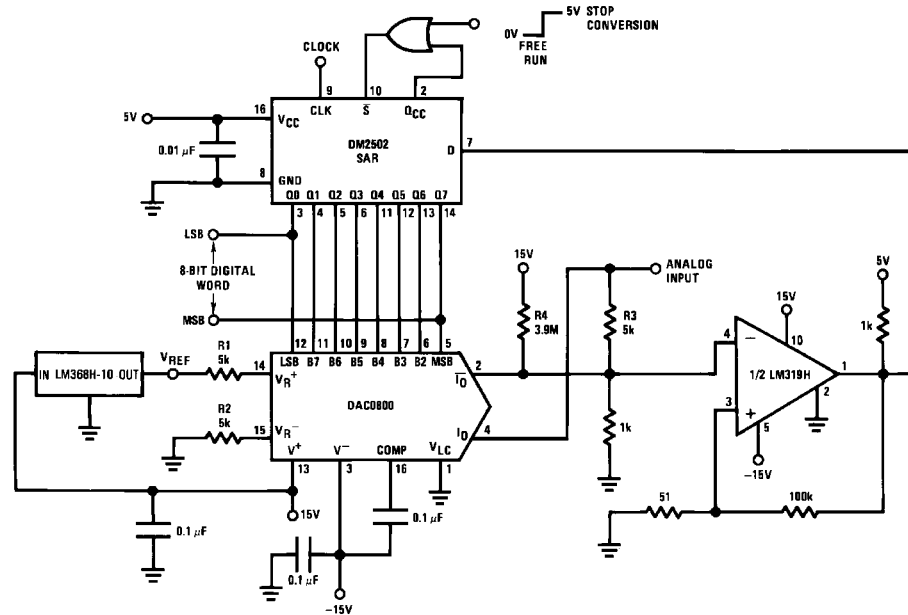 0V
5V STOP
CONVERSION
FREE
RUN
CLOCK
9
10
2
CLK
S̅
QCC
5V
16
VCC
0.01 µF
DM2502
SAR
D
7
8
GND
Q0 Q1 Q2 Q3 Q4 Q5 Q6 Q7
3 4 5 6 11 12 13 14
LSB
8-BIT DIGITAL
WORD
MSB
15V
R4
3.9M
R3
5k
ANALOG
INPUT
5V
1k
15V
10
4
−
1/2 LM319H
1
2
3
+
5
−15V
12 11 10 9 8 7 6 5
LSB B7 B6 B5 B4 B3 B2 MSB
IN LM368H-10 OUT
VREF
R1
5k
14
VR+
I̅O̅
2
DAC0800
R2
5k
15
VR−
IO
4
1k
V+
V−
COMP
VLC
13
3
16
1
15V
0.1 µF
0.1 µF
0.1 µF
−15V
51
100k